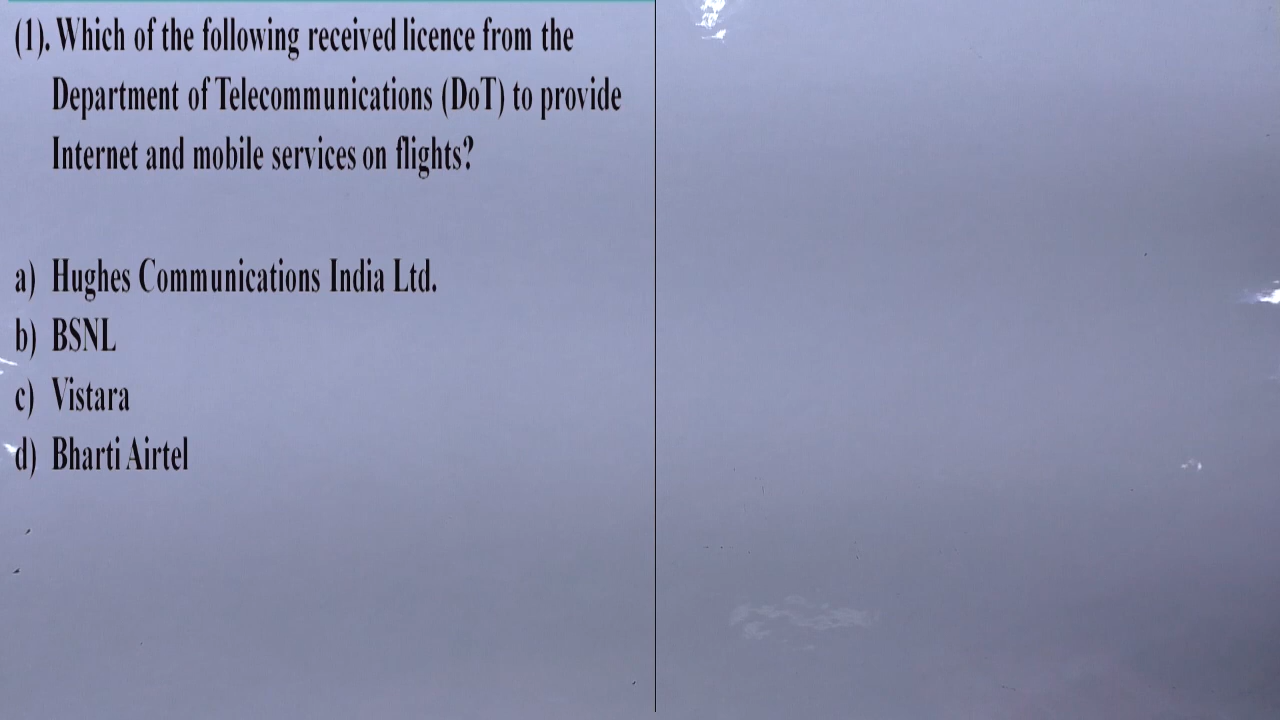 (1). Which of the following received licence from the
Department of Telecommunications (DoT) to provide
Internet and mobile services on flights?
a) Hughes Communications India Ltd.
b) BSNL
c) Vistara
d) Bharti Airtel